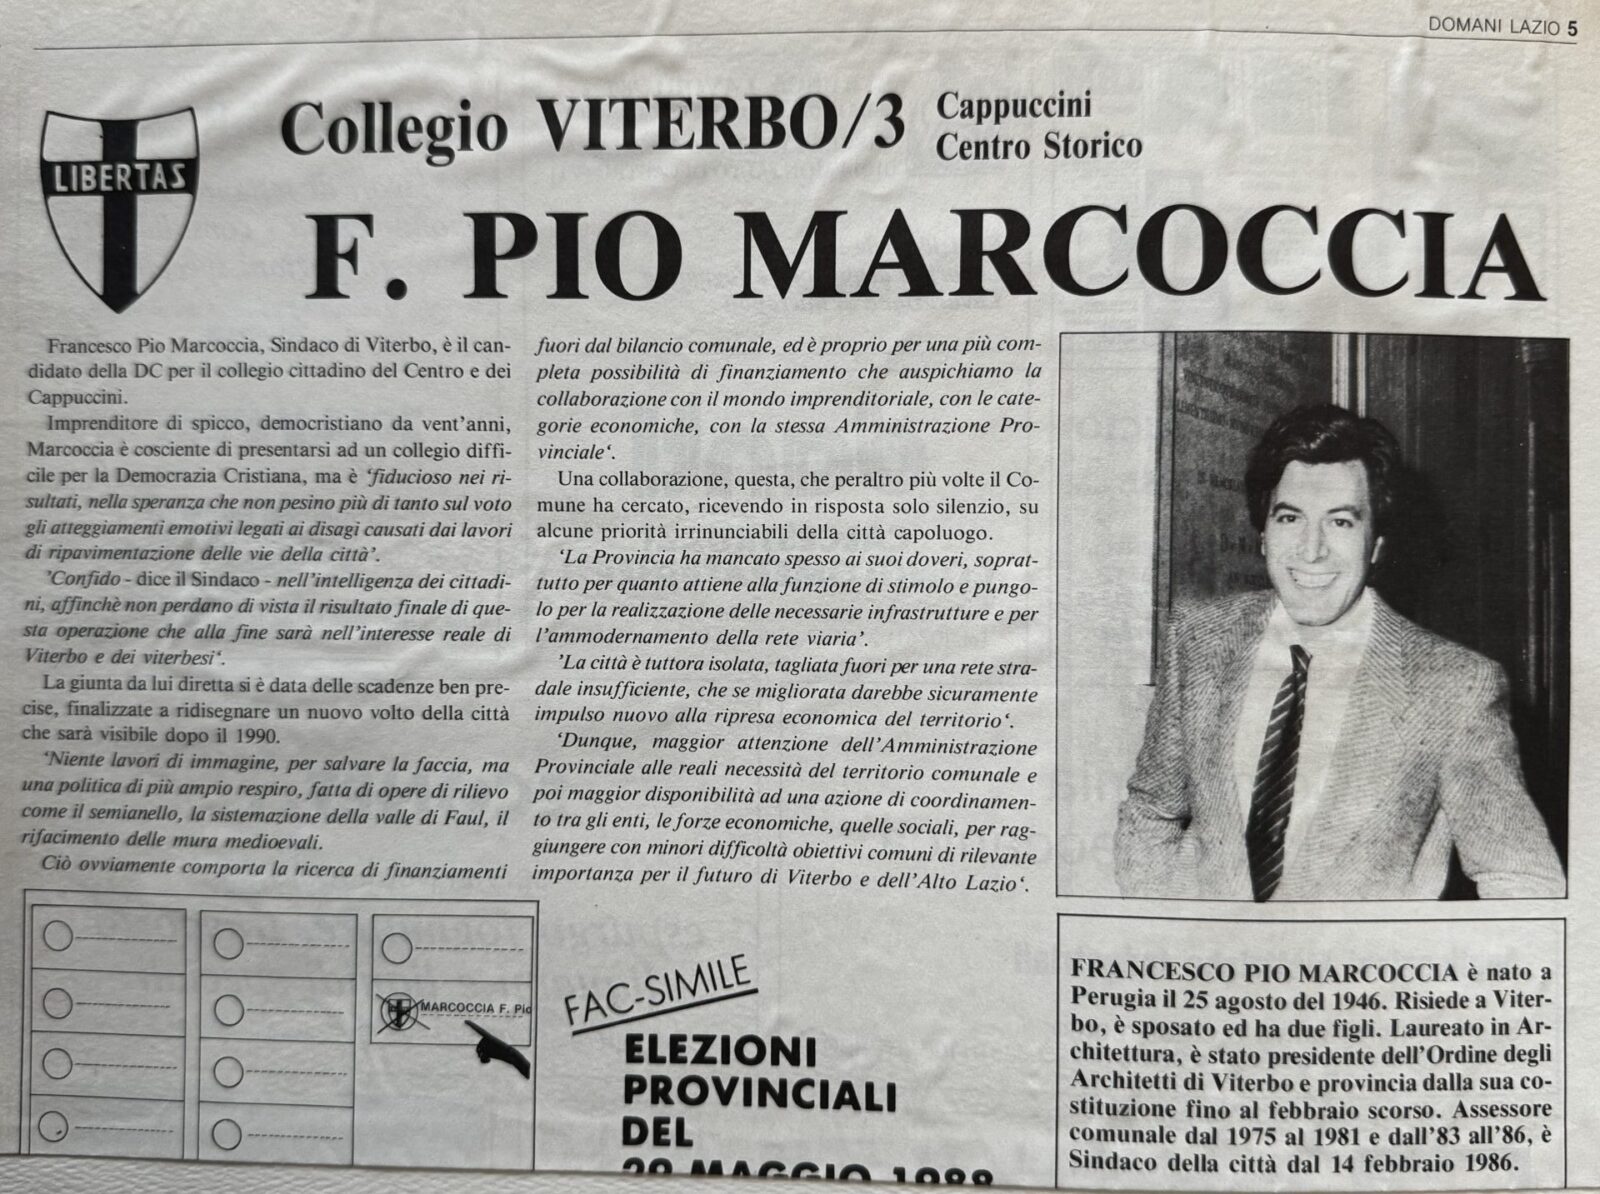 DOMANI LAZIO 5
LIBERTAS
Collegio VITERBO/3
Cappuccini
Centro Storico
F. PIO MARCOCCIA
Francesco Pio Marcoccia, Sindaco di Viterbo, è il can-
didato della DC per il collegio cittadino del Centro e dei
Cappuccini.
Imprenditore di spicco, democristiano da vent'anni,
Marcoccia è cosciente di presentarsi ad un collegio diffi-
cile per la Democrazia Cristiana, ma è ‘fiducioso nei ri-
sultati, nella speranza che non pesino più di tanto sul voto
gli atteggiamenti emotivi legati ai disagi causati dai lavori
di ripavimentazione delle vie della città’.
’Confido - dice il Sindaco - nell'intelligenza dei cittadi-
ni, affinchè non perdano di vista il risultato finale di que-
sta operazione che alla fine sarà nell'interesse reale di
Viterbo e dei viterbesi‘.
La giunta da lui diretta si è data delle scadenze ben pre-
cise, finalizzate a ridisegnare un nuovo volto della città
che sarà visibile dopo il 1990.
‘Niente lavori di immagine, per salvare la faccia, ma
una politica di più ampio respiro, fatta di opere di rilievo
come il semianello, la sistemazione della valle di Faul, il
rifacimento delle mura medioevali.
Ciò ovviamente comporta la ricerca di finanziamenti
fuori dal bilancio comunale, ed è proprio per una più com-
pleta possibilità di finanziamento che auspichiamo la
collaborazione con il mondo imprenditoriale, con le cate-
gorie economiche, con la stessa Amministrazione Pro-
vinciale‘.
Una collaborazione, questa, che peraltro più volte il Co-
mune ha cercato, ricevendo in risposta solo silenzio, su
alcune priorità irrinunciabili della città capoluogo.
‘La Provincia ha mancato spesso ai suoi doveri, soprat-
tutto per quanto attiene alla funzione di stimolo e pungo-
lo per la realizzazione delle necessarie infrastrutture e per
l'ammodernamento della rete viaria’.
’La città è tuttora isolata, tagliata fuori per una rete stra-
dale insufficiente, che se migliorata darebbe sicuramente
impulso nuovo alla ripresa economica del territorio‘.
‘Dunque, maggior attenzione dell'Amministrazione
Provinciale alle reali necessità del territorio comunale e
poi maggior disponibilità ad una azione di coordinamen-
to tra gli enti, le forze economiche, quelle sociali, per rag-
giungere con minori difficoltà obiettivi comuni di rilevante
importanza per il futuro di Viterbo e dell'Alto Lazio‘.
MARCOCCIA F. Pio
FAC-SIMILE
ELEZIONI
PROVINCIALI
DEL
29 MAGGIO 1988
FRANCESCO PIO MARCOCCIA è nato a
Perugia il 25 agosto del 1946. Risiede a Viter-
bo, è sposato ed ha due figli. Laureato in Ar-
chitettura, è stato presidente dell'Ordine degli
Architetti di Viterbo e provincia dalla sua co-
stituzione fino al febbraio scorso. Assessore
comunale dal 1975 al 1981 e dall'83 all'86, è
Sindaco della città dal 14 febbraio 1986.